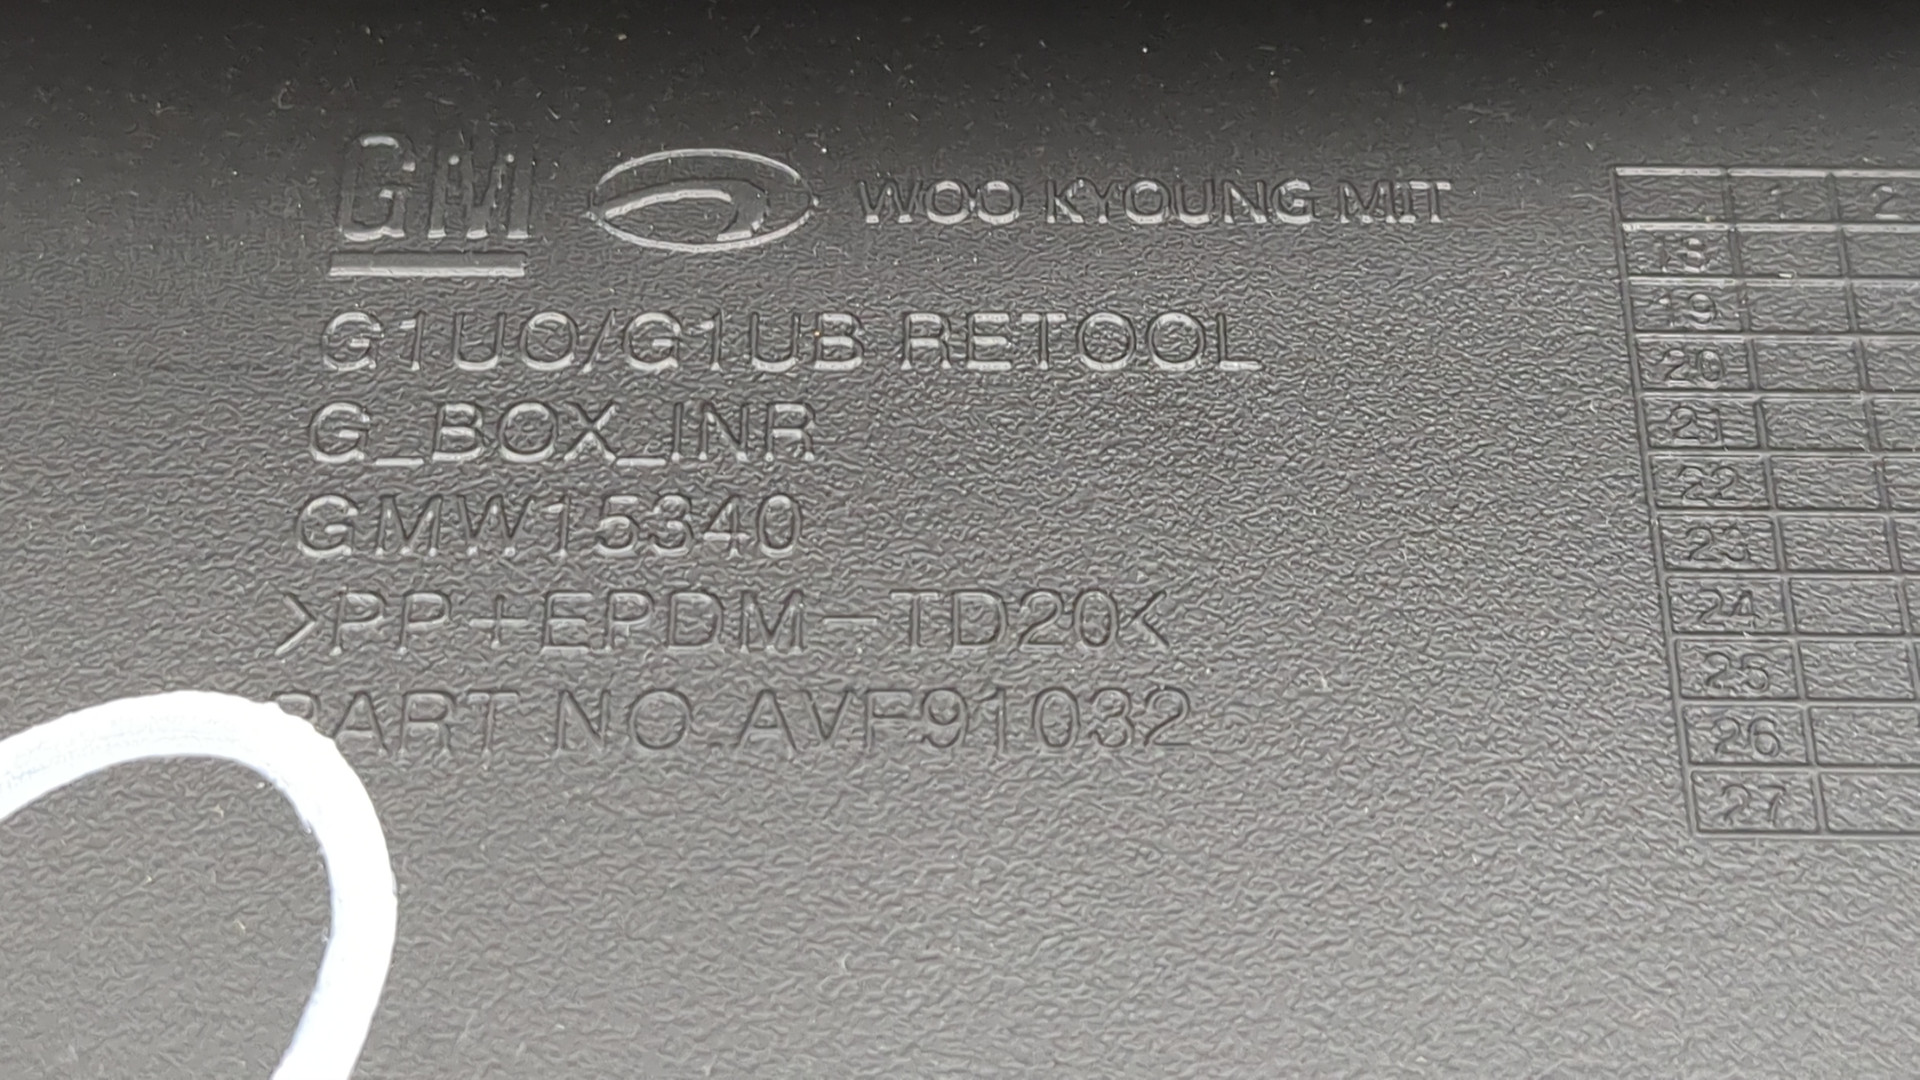 GM WOO KYOUNG MIT
G1UO/G1UB RETOOL
G_BOX_INR
GMW15340
>PP+EPDM-TD20<
PART NO.AVF91032
1 2
18
19
20
21
22
23
24
25
26
27